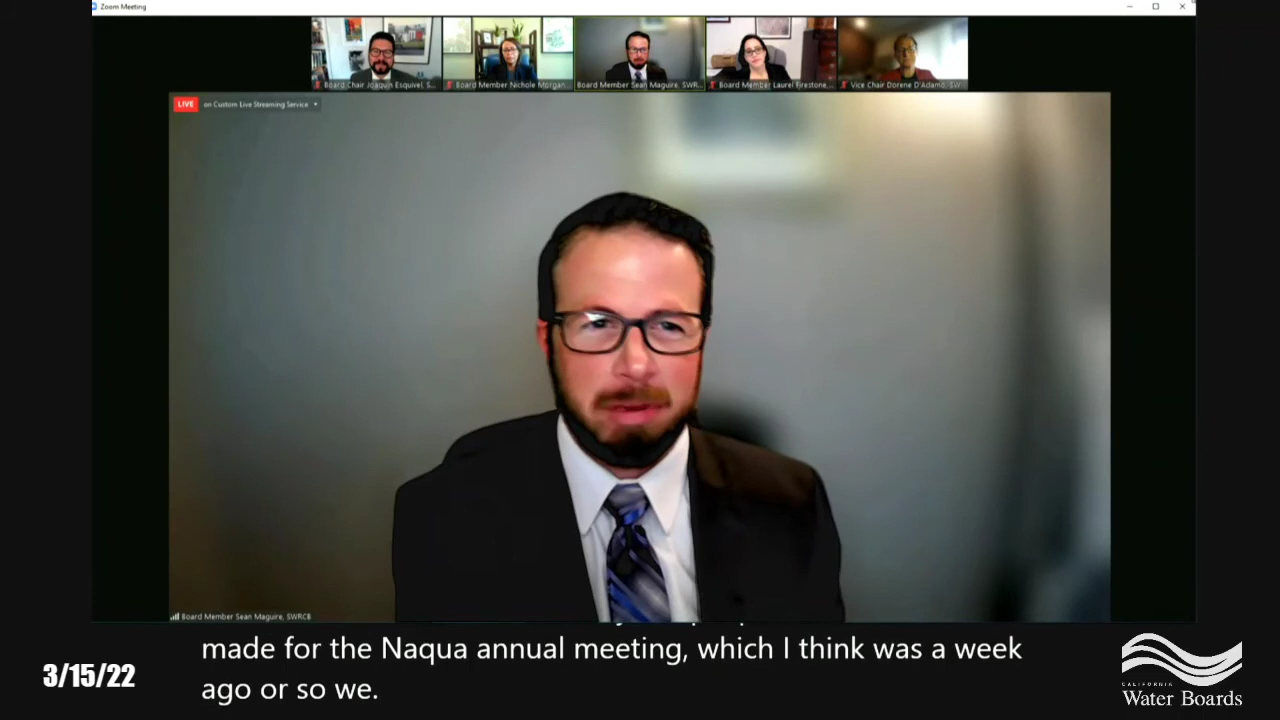 Zoom Meeting
Board Chair Joaquin Esquivel, S...
Board Member Nichole Morgan...
Board Member Sean Maguire, SWR...
Board Member Laurel Firestone...
Vice Chair Dorene D'Adamo, SW...
LIVE on Custom Live Streaming Service
Board Member Sean Maguire, SWRCB
made for the Naqua annual meeting, which I think was a week
ago or so we.
3/15/22
CALIFORNIA
Water Boards